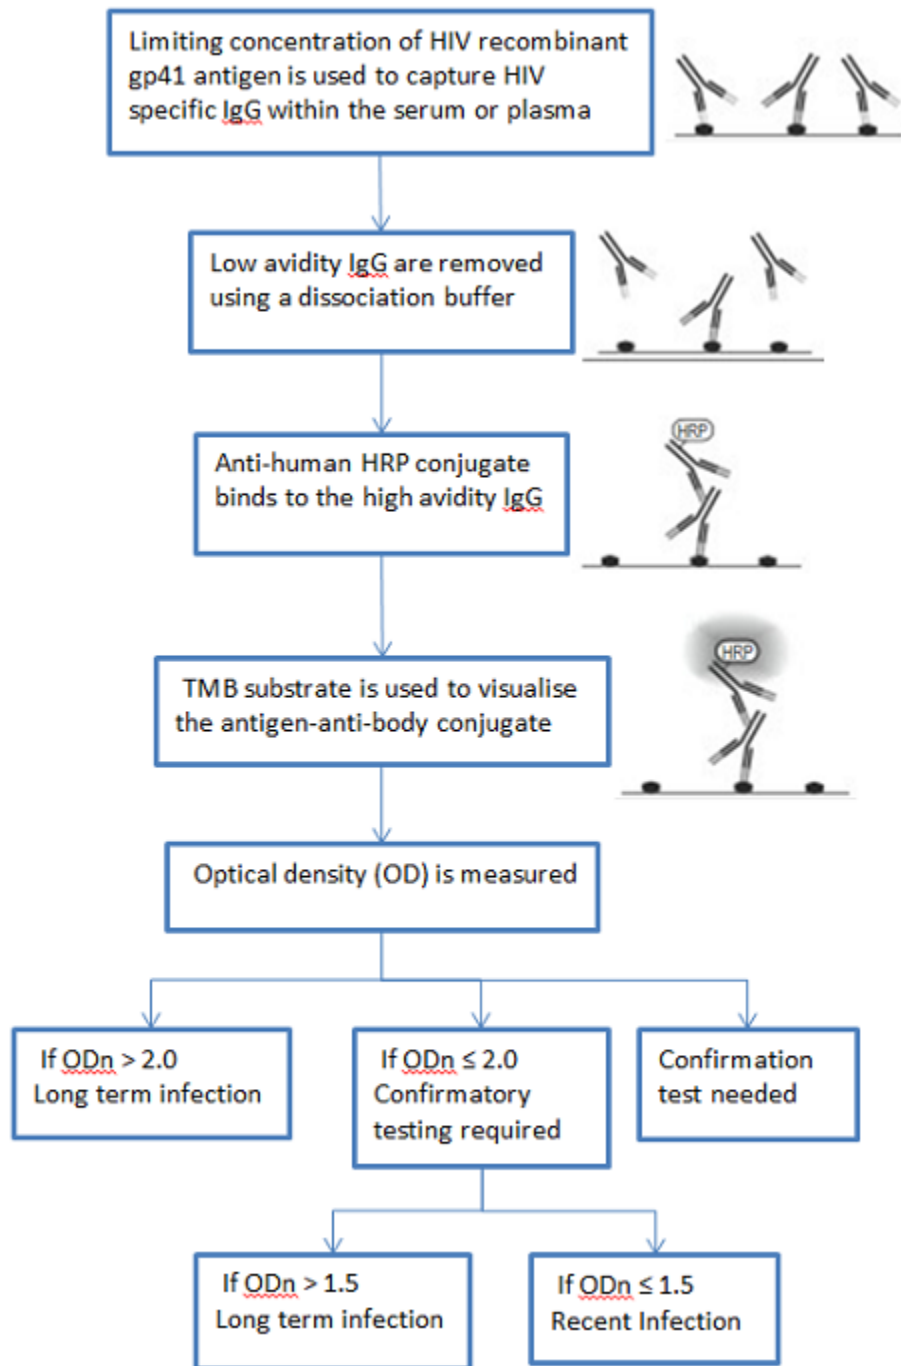 Limiting concentration of HIV recombinant
gp41 antigen is used to capture HIV
specific IgG within the serum or plasma
Low avidity IgG are removed
using a dissociation buffer
HRP
Anti-human HRP conjugate
binds to the high avidity IgG
HRP
TMB substrate is used to visualise
the antigen-anti-body conjugate
Optical density (OD) is measured
If ODn > 2.0
Long term infection
If ODn ≤ 2.0
Confirmatory
testing required
Confirmation
test needed
If ODn > 1.5
Long term infection
If ODn ≤ 1.5
Recent Infection